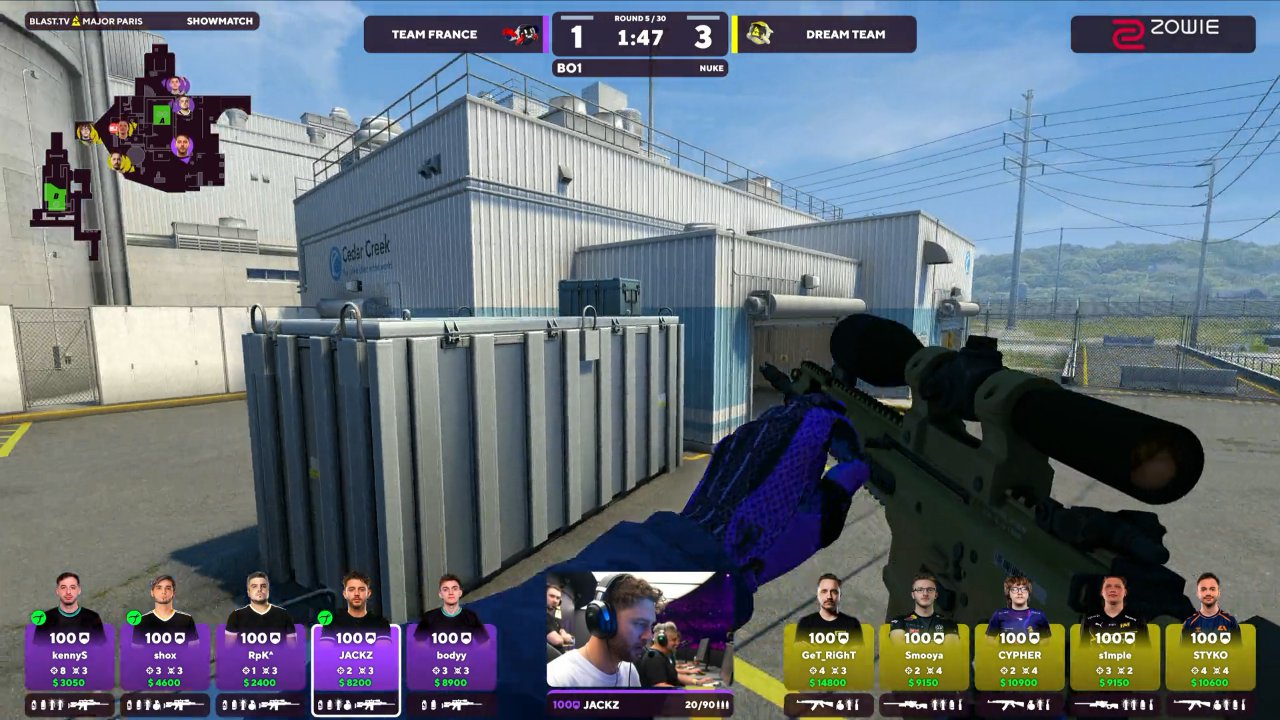 BLAST.TV MAJOR PARIS SHOWMATCH
TEAM FRANCE
1
ROUND 5 / 30
1:47
3
DREAM TEAM
BO1 NUKE
ZOWIE
Cedar Creek
100 100 100 100 100
kennyS shox RpK^ JACKZ bodyy
8 3 3 3 1 3 2 3 3 3
$3050 $4600 $2400 $8200 $8900
100 JACKZ 20/90
100 100 100 100 100
GeT_RiGhT Smooya CYPHER s1mple STYKO
4 3 2 4 2 4 3 2 4 4
$14800 $9150 $10900 $9150 $10600